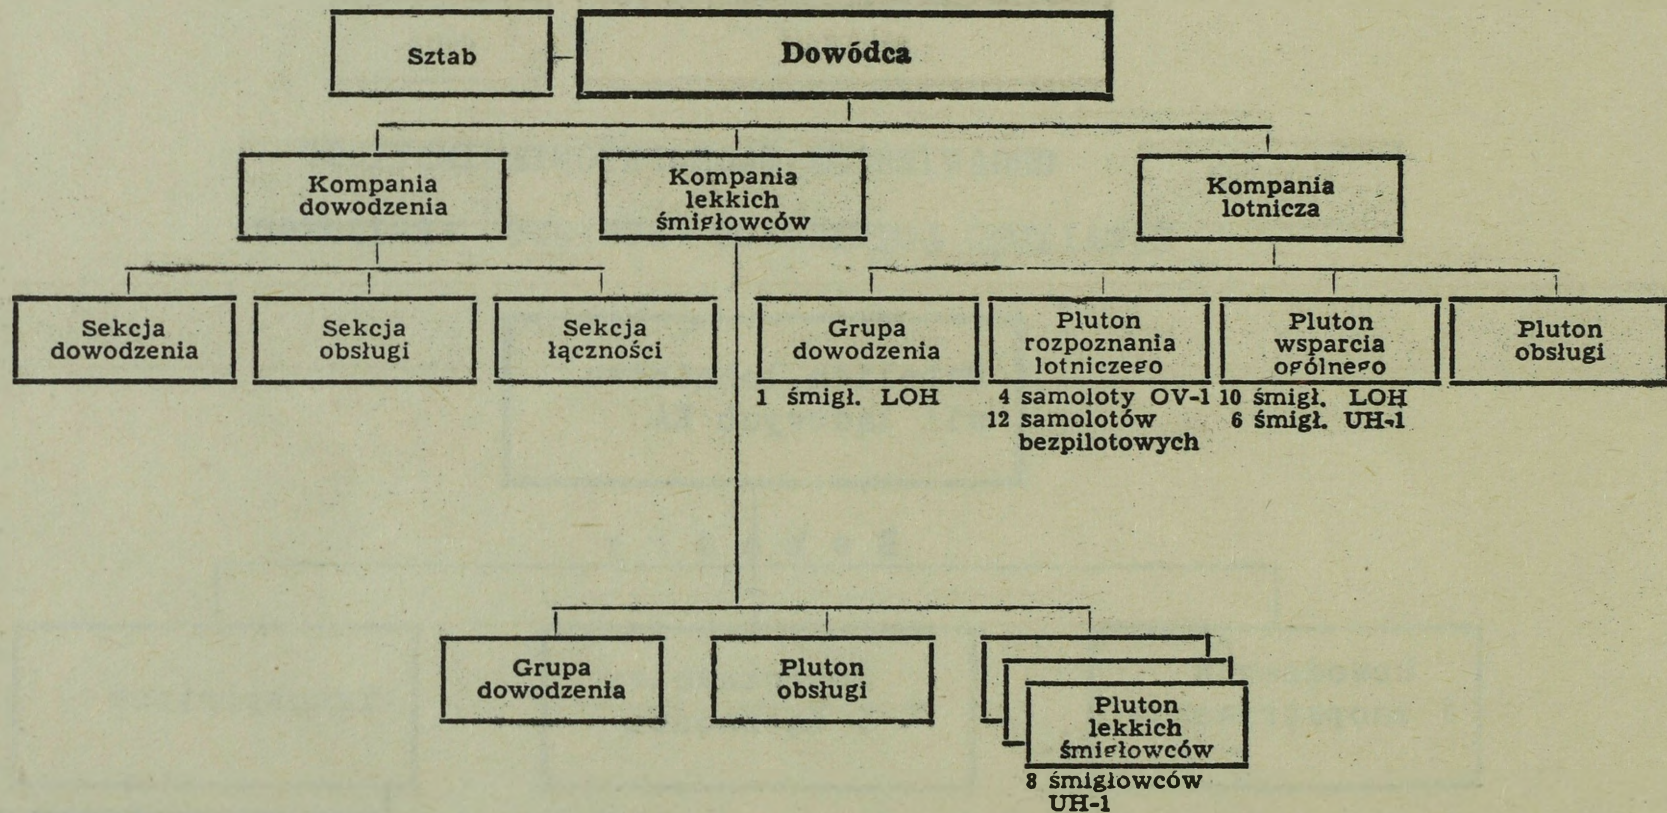 Sztab
Dowódca
Kompania
dowodzenia
Kompania
lekkich
śmigłowców
Kompania
lotnicza
Sekcja
dowodzenia
Sekcja
obsługi
Sekcja
łączności
Grupa
dowodzenia
1 śmigł. LOH
Pluton
rozpoznania
lotniczego
4 samoloty OV-1
12 samolotów
bezpilotowych
Pluton
wsparcia
ogólnego
10 śmigł. LOH
6 śmigł. UH-1
Pluton
obsługi
Grupa
dowodzenia
Pluton
obsługi
Pluton
lekkich
śmigłowców
8 śmigłowców
UH-1